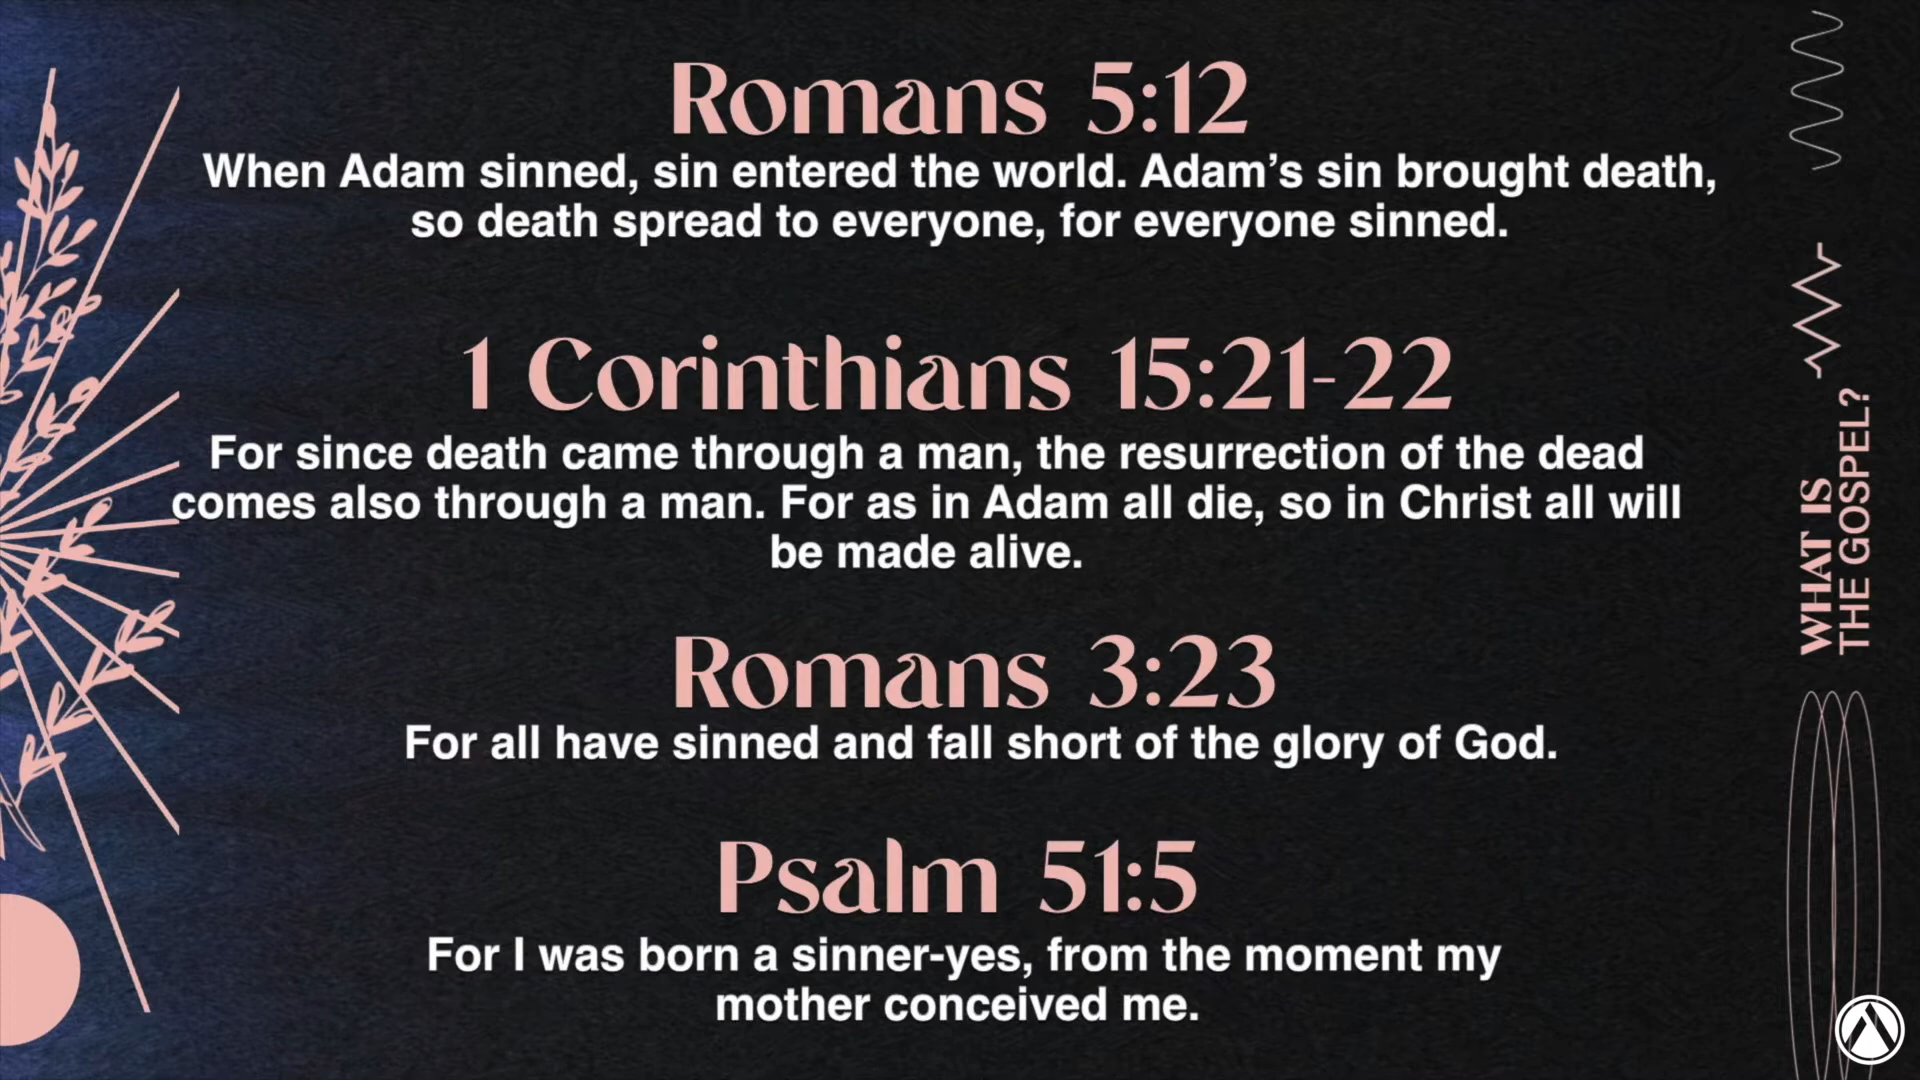 Romans 5:12
When Adam sinned, sin entered the world. Adam’s sin brought death,
so death spread to everyone, for everyone sinned.
1 Corinthians 15:21-22
For since death came through a man, the resurrection of the dead
comes also through a man. For as in Adam all die, so in Christ all will
be made alive.
Romans 3:23
For all have sinned and fall short of the glory of God.
Psalm 51:5
For I was born a sinner-yes, from the moment my
mother conceived me.
WHAT IS
THE GOSPEL?